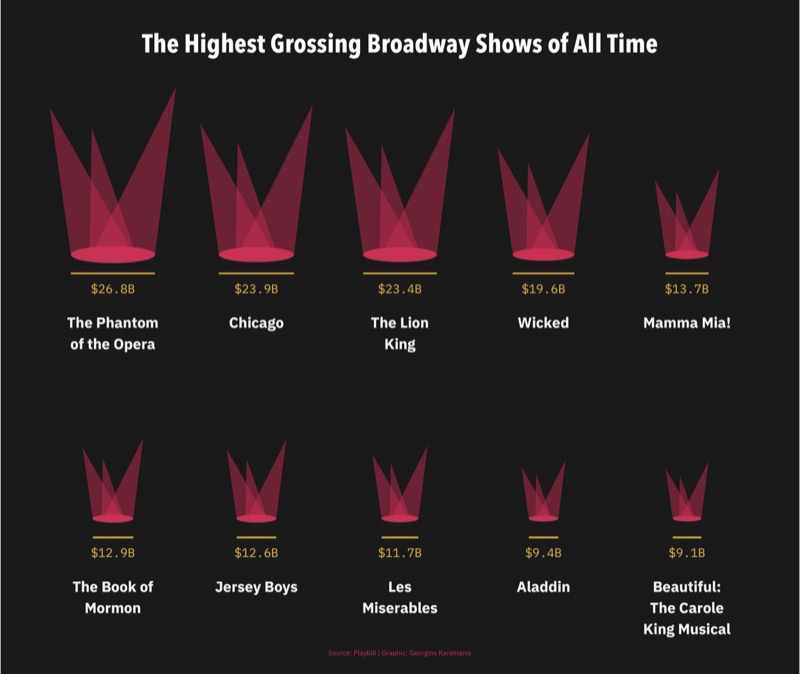 The Highest Grossing Broadway Shows of All Time
$26.8B
$23.9B
$23.4B
$19.6B
$13.7B
The Phantom
of the Opera
Chicago
The Lion
King
Wicked
Mamma Mia!
$12.9B
$12.6B
$11.7B
$9.4B
$9.1B
The Book of
Mormon
Jersey Boys
Les
Miserables
Aladdin
Beautiful:
The Carole
King Musical
Source: Playbill | Graphic: Georgios Karamanis